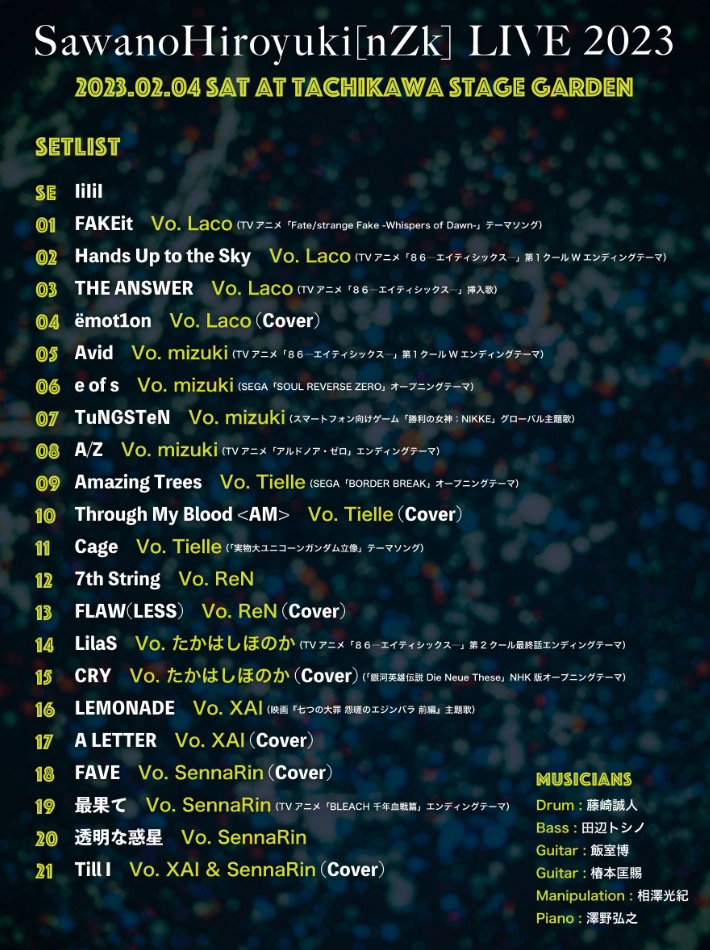 SawanoHiroyuki[nZk] LIVE 2023
2023.02.04 SAT AT TACHIKAWA STAGE GARDEN
SETLIST
SE IiliI
01 FAKEit Vo. Laco (TVアニメ「Fate/strange Fake -Whispers of Dawn-」テーマソング)
02 Hands Up to the Sky Vo. Laco (TVアニメ「86―エイティシックス―」第1クールWエンディングテーマ)
03 THE ANSWER Vo. Laco (TVアニメ「86―エイティシックス―」挿入歌)
04 ëmot1on Vo. Laco (Cover)
05 Avid Vo. mizuki (TVアニメ「86―エイティシックス―」第1クールWエンディングテーマ)
06 e of s Vo. mizuki (SEGA「SOUL REVERSE ZERO」オープニングテーマ)
07 TuNGSTeN Vo. mizuki (スマートフォン向けゲーム「勝利の女神：NIKKE」グローバル主題歌)
08 A/Z Vo. mizuki (TVアニメ「アルドノア・ゼロ」エンディングテーマ)
09 Amazing Trees Vo. Tielle (SEGA「BORDER BREAK」オープニングテーマ)
10 Through My Blood <AM> Vo. Tielle (Cover)
11 Cage Vo. Tielle (「実物大ユニコーンガンダム立像」テーマソング)
12 7th String Vo. ReN
13 FLAW(LESS) Vo. ReN (Cover)
14 LilaS Vo. たかはしほのか (TVアニメ「86―エイティシックス―」第2クール最終話エンディングテーマ)
15 CRY Vo. たかはしほのか (Cover) (「銀河英雄伝説 Die Neue These」NHK版オープニングテーマ)
16 LEMONADE Vo. XAI (映画『七つの大罪 怨嗟のエジンバラ 前編』主題歌)
17 A LETTER Vo. XAI (Cover)
18 FAVE Vo. SennaRin (Cover)
19 最果て Vo. SennaRin (TVアニメ「BLEACH 千年血戦篇」エンディングテーマ)
20 透明な惑星 Vo. SennaRin
21 Till I Vo. XAI & SennaRin (Cover)
MUSICIANS
Drum : 藤崎誠人
Bass : 田辺トシノ
Guitar : 飯室博
Guitar : 椿本匡賜
Manipulation : 相澤光紀
Piano : 澤野弘之